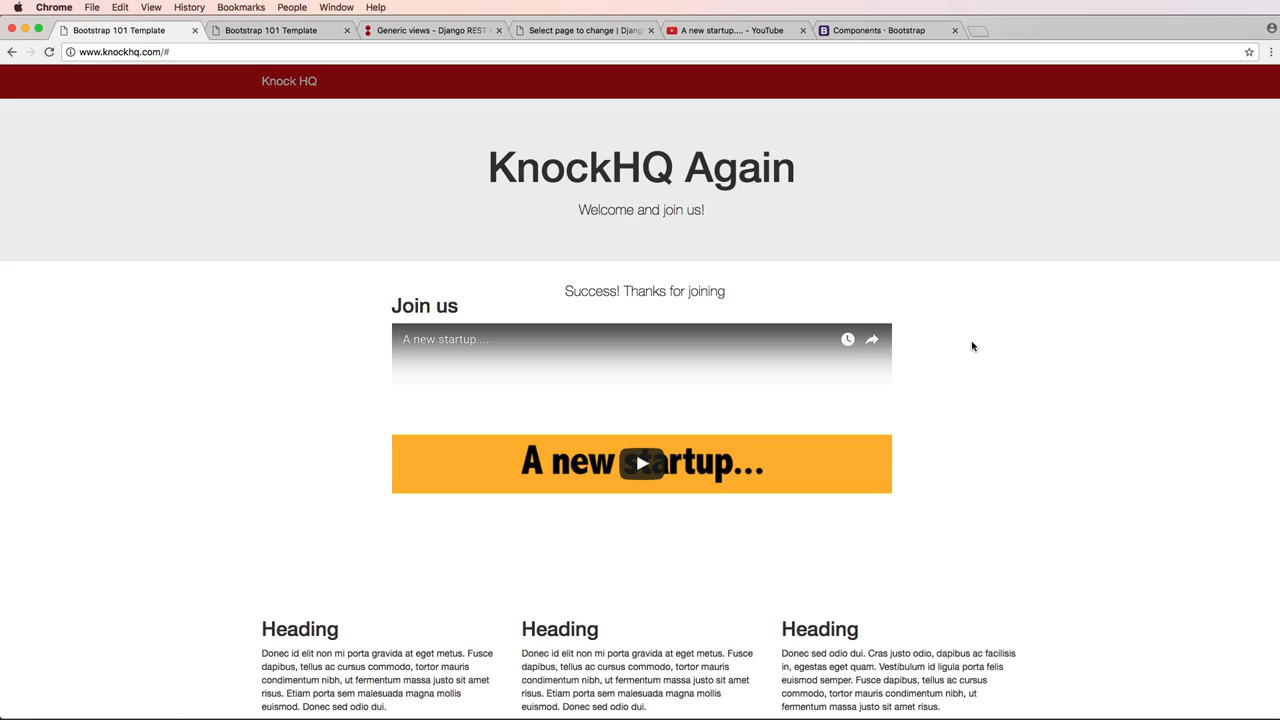 Chrome File Edit View History Bookmarks People Window Help
Bootstrap 101 Template
Bootstrap 101 Template
Generic views - Django REST
Select page to change | Djang
A new startup.... - YouTube
Components · Bootstrap
www.knockhq.com/#
Knock HQ
KnockHQ Again
Welcome and join us!
Success! Thanks for joining
Join us
A new startup....
A new startup...
Heading
Donec id elit non mi porta gravida at eget metus. Fusce
dapibus, tellus ac cursus commodo, tortor mauris
condimentum nibh, ut fermentum massa justo sit amet
risus. Etiam porta sem malesuada magna mollis
euismod. Donec sed odio dui.
Heading
Donec id elit non mi porta gravida at eget metus. Fusce
dapibus, tellus ac cursus commodo, tortor mauris
condimentum nibh, ut fermentum massa justo sit amet
risus. Etiam porta sem malesuada magna mollis
euismod. Donec sed odio dui.
Heading
Donec sed odio dui. Cras justo odio, dapibus ac facilisis
in, egestas eget quam. Vestibulum id ligula porta felis
euismod semper. Fusce dapibus, tellus ac cursus
commodo, tortor mauris condimentum nibh, ut
fermentum massa justo sit amet risus.